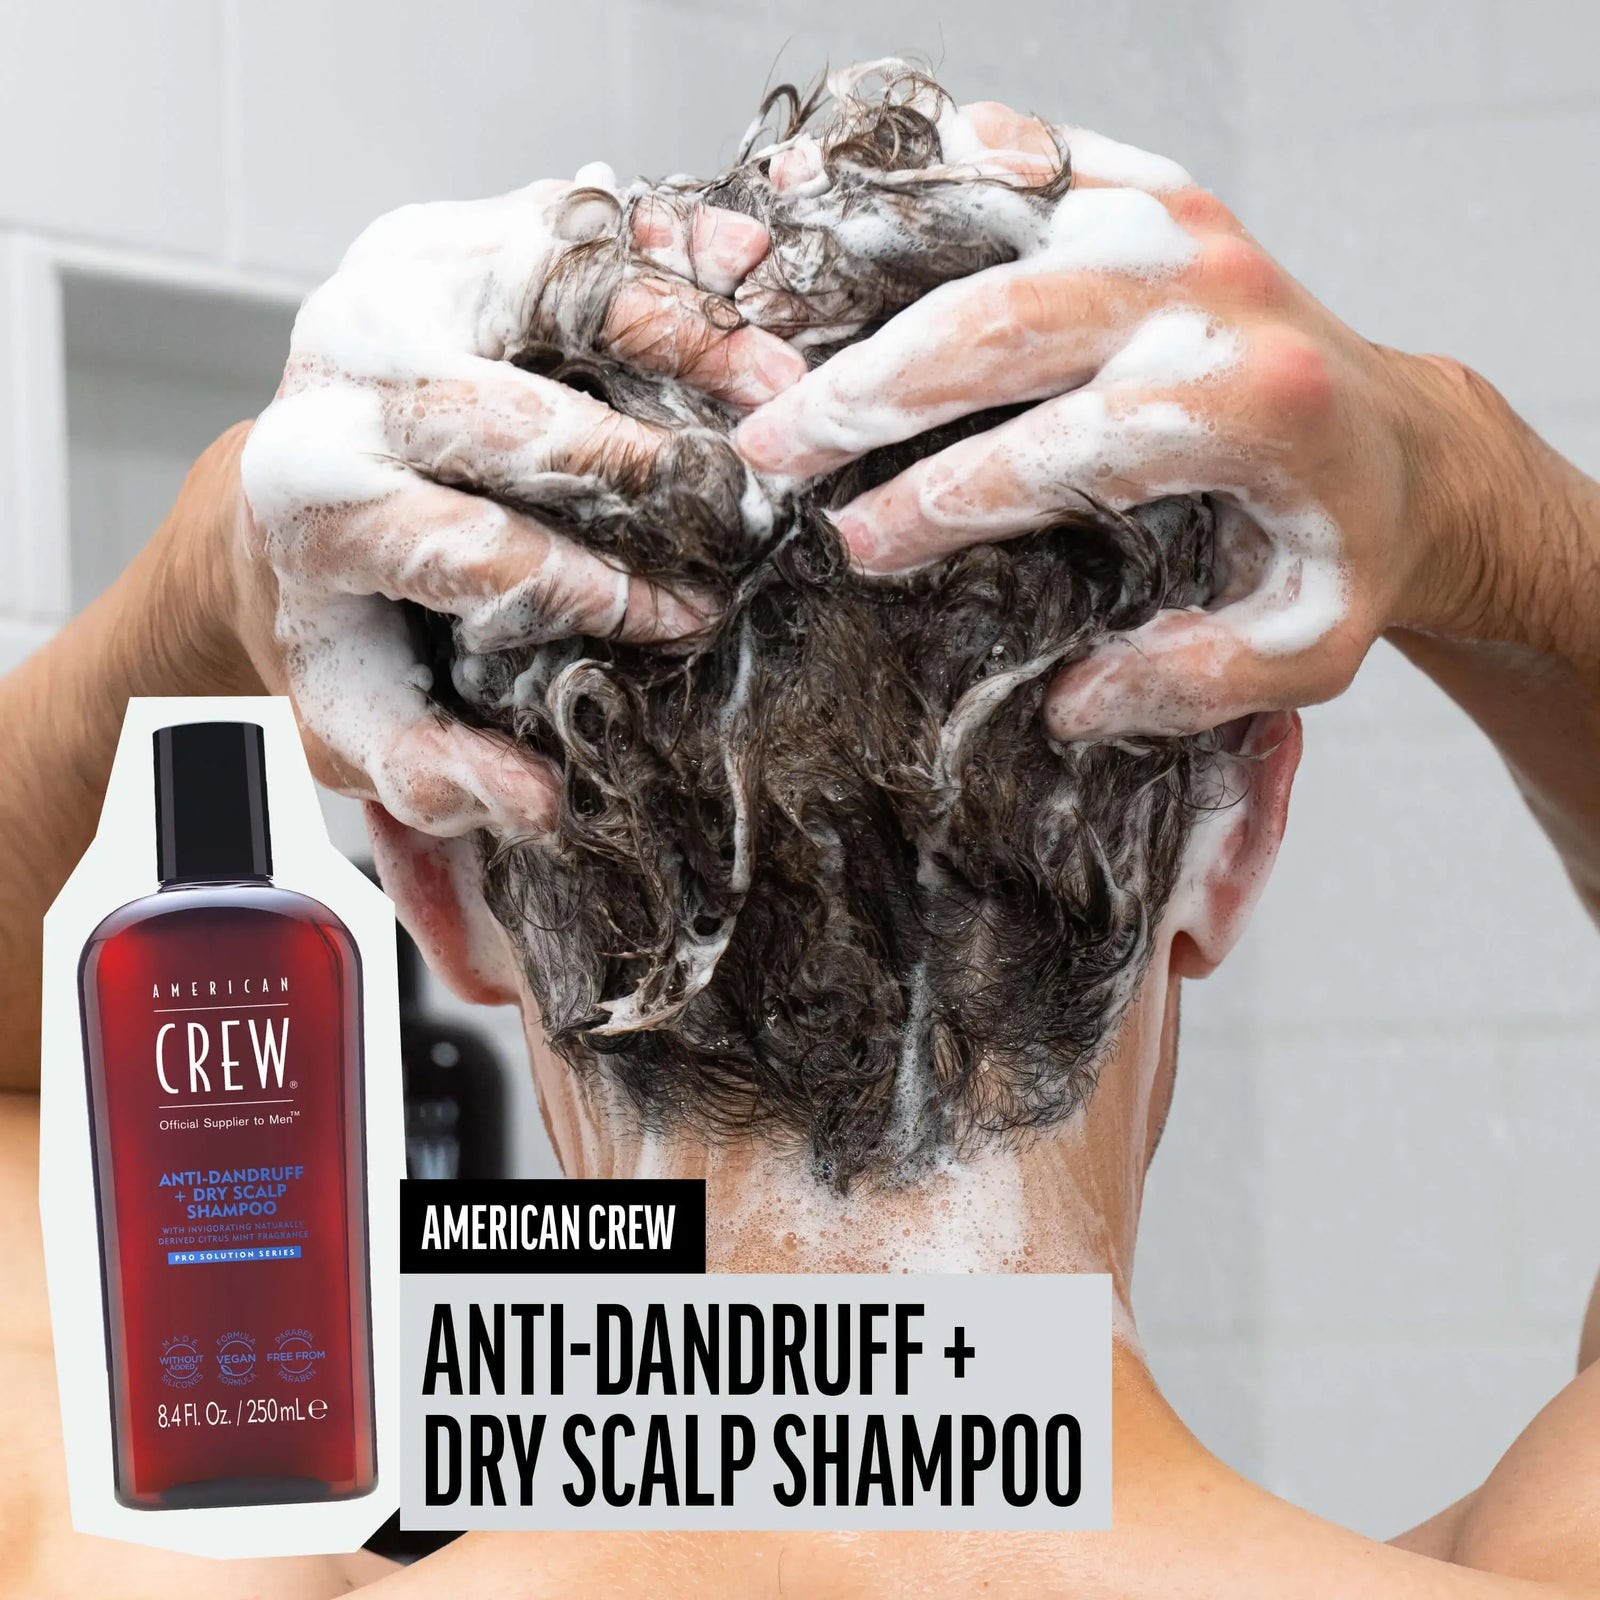 AMERICAN
CREW®
Official Supplier to Men™
ANTI-DANDRUFF
+ DRY SCALP
SHAMPOO
WITH INVIGORATING NATURALLY
DERIVED CITRUS MINT FRAGRANCE
PRO SOLUTION SERIES
MADE
WITHOUT
ADDED
SILICONES
FORMULA
VEGAN
FORMULA
PARABEN
FREE FROM
PARABEN
8.4 Fl. Oz. / 250 mL ℮
AMERICAN CREW
ANTI-DANDRUFF +
DRY SCALP SHAMPOO